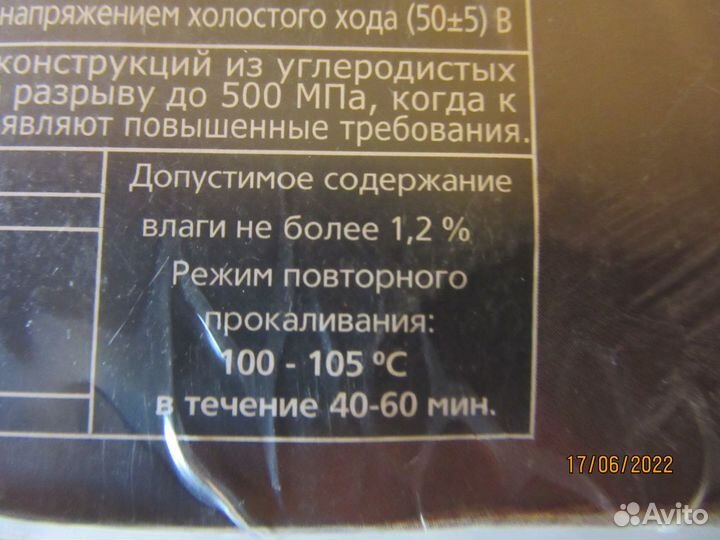 напряжением холостого хода (50±5) В
конструкций из углеродистых
разрыву до 500 МПа, когда к
являют повышенные требования.
Допустимое содержание
влаги не более 1,2 %
Режим повторного
прокаливания:
100 - 105 ºС
в течение 40-60 мин.
17/06/2022
Avito